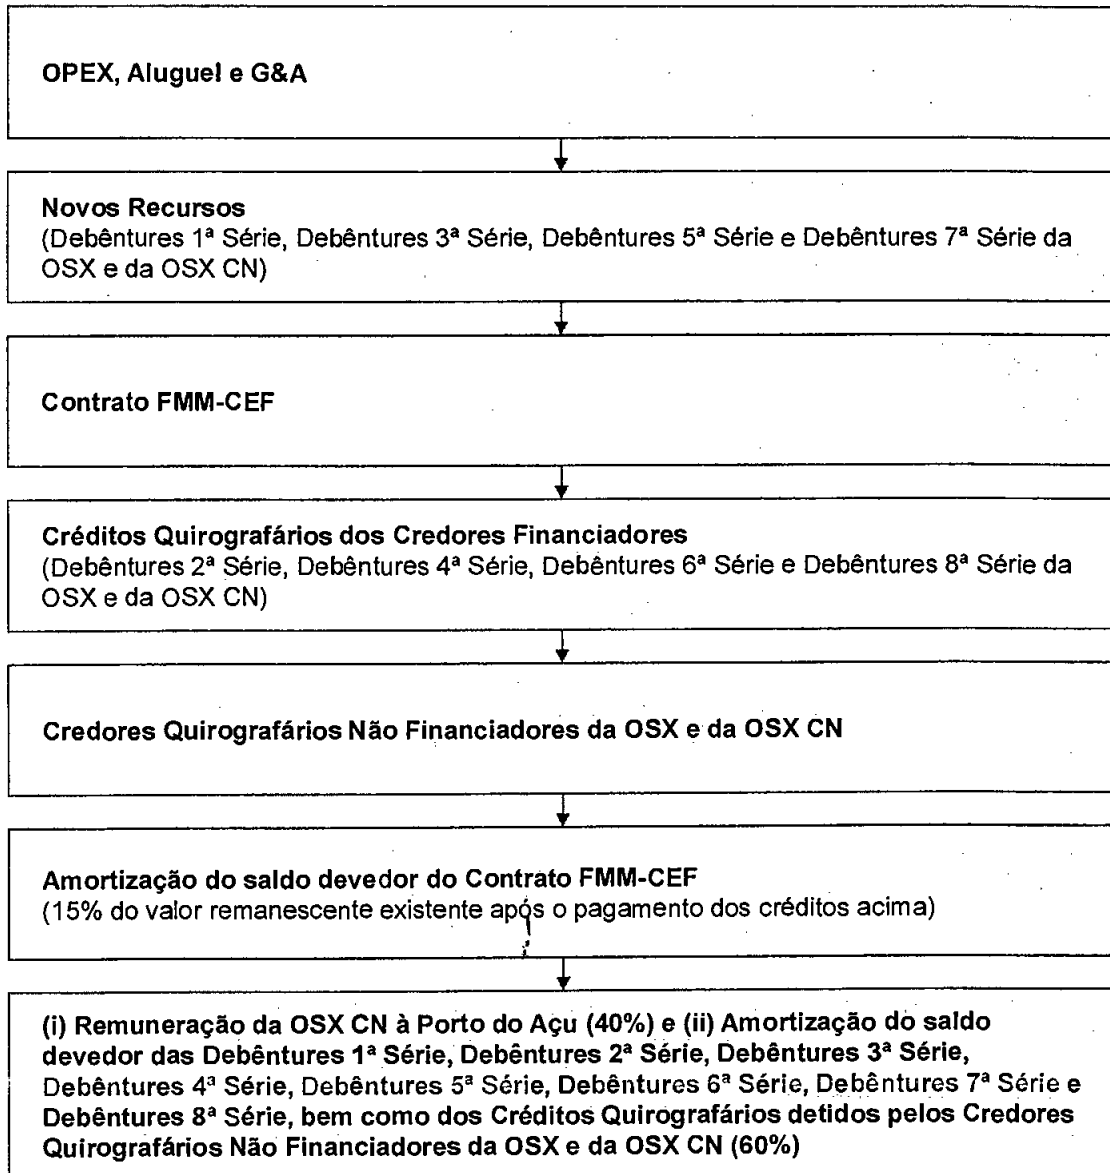 OPEX, Aluguel e G&A
Novos Recursos
(Debêntures 1ª Série, Debêntures 3ª Série, Debêntures 5ª Série e Debêntures 7ª Série da
OSX e da OSX CN)
Contrato FMM-CEF
Créditos Quirografários dos Credores Financiadores
(Debêntures 2ª Série, Debêntures 4ª Série, Debêntures 6ª Série e Debêntures 8ª Série da
OSX e da OSX CN)
Credores Quirografários Não Financiadores da OSX e da OSX CN
Amortização do saldo devedor do Contrato FMM-CEF
(15% do valor remanescente existente após o pagamento dos créditos acima)
(i) Remuneração da OSX CN à Porto do Açu (40%) e (ii) Amortização do saldo
devedor das Debêntures 1ª Série, Debêntures 2ª Série, Debêntures 3ª Série,
Debêntures 4ª Série, Debêntures 5ª Série, Debêntures 6ª Série, Debêntures 7ª Série e
Debêntures 8ª Série, bem como dos Créditos Quirografários detidos pelos Credores
Quirografários Não Financiadores da OSX e da OSX CN (60%)